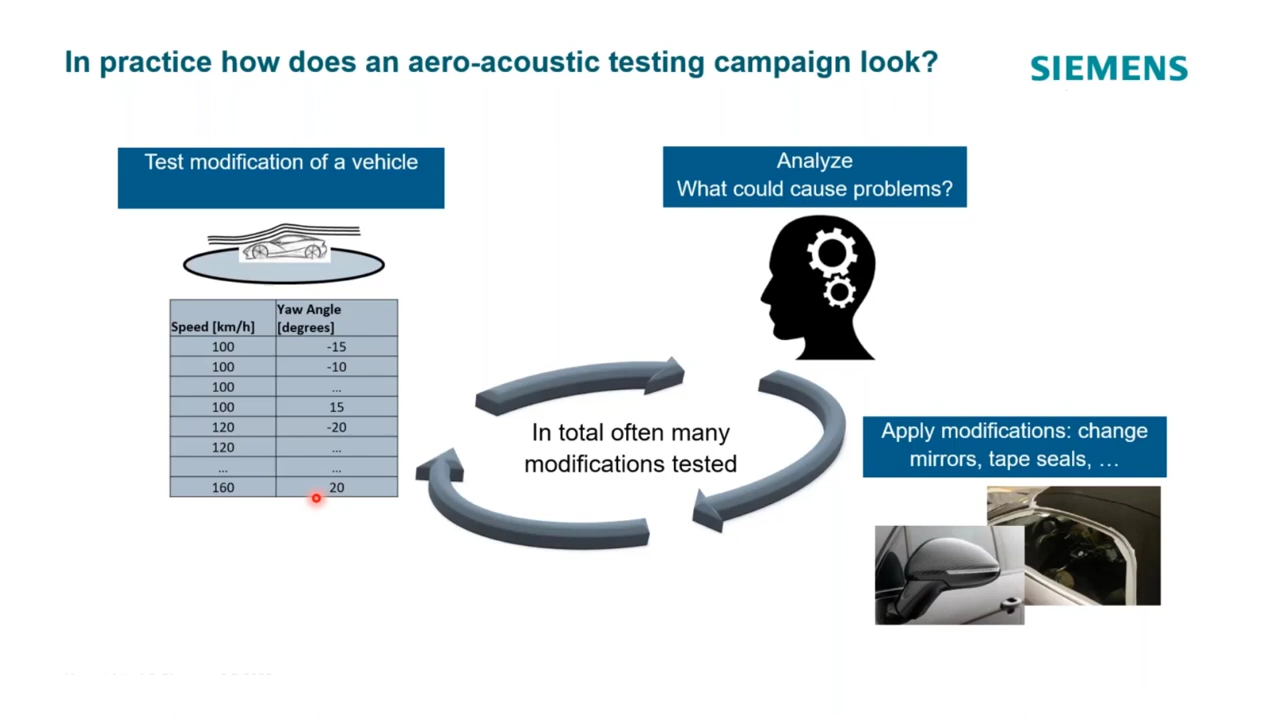 In practice how does an aero-acoustic testing campaign look?
SIEMENS
Test modification of a vehicle
Analyze
What could cause problems?
Yaw Angle
Speed [km/h] [degrees]
100 -15
100 -10
100 ...
100 15
120 -20
120 ...
... ...
160 20
In total often many
modifications tested
Apply modifications: change
mirrors, tape seals, …